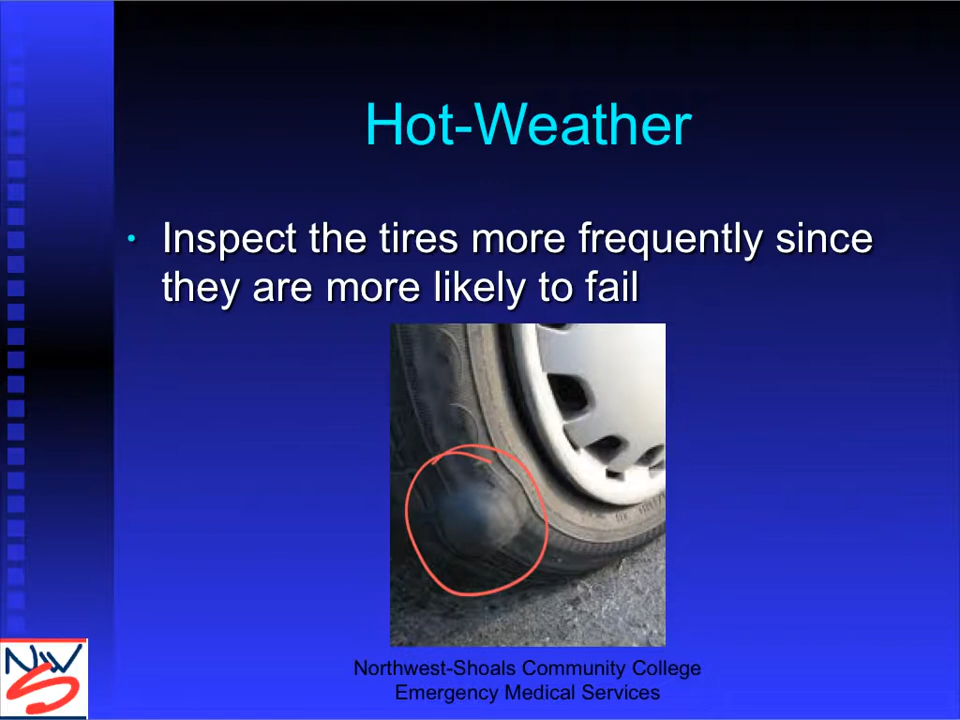 Hot-Weather
• Inspect the tires more frequently since
they are more likely to fail
Northwest-Shoals Community College
Emergency Medical Services
NWS